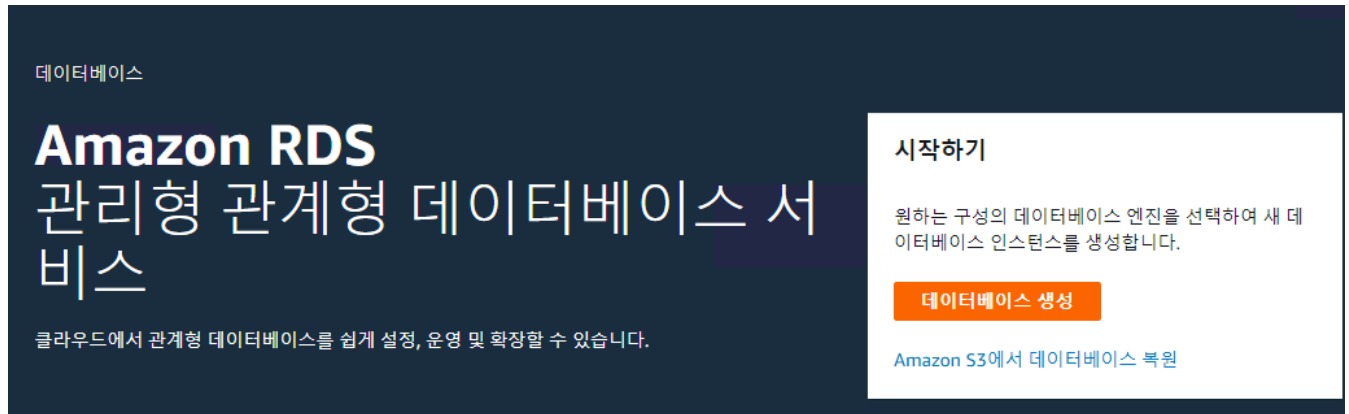 데이터베이스
Amazon RDS
관리형 관계형 데이터베이스 서
비스
클라우드에서 관계형 데이터베이스를 쉽게 설정, 운영 및 확장할 수 있습니다.
시작하기
원하는 구성의 데이터베이스 엔진을 선택하여 새 데
이터베이스 인스턴스를 생성합니다.
데이터베이스 생성
Amazon S3에서 데이터베이스 복원